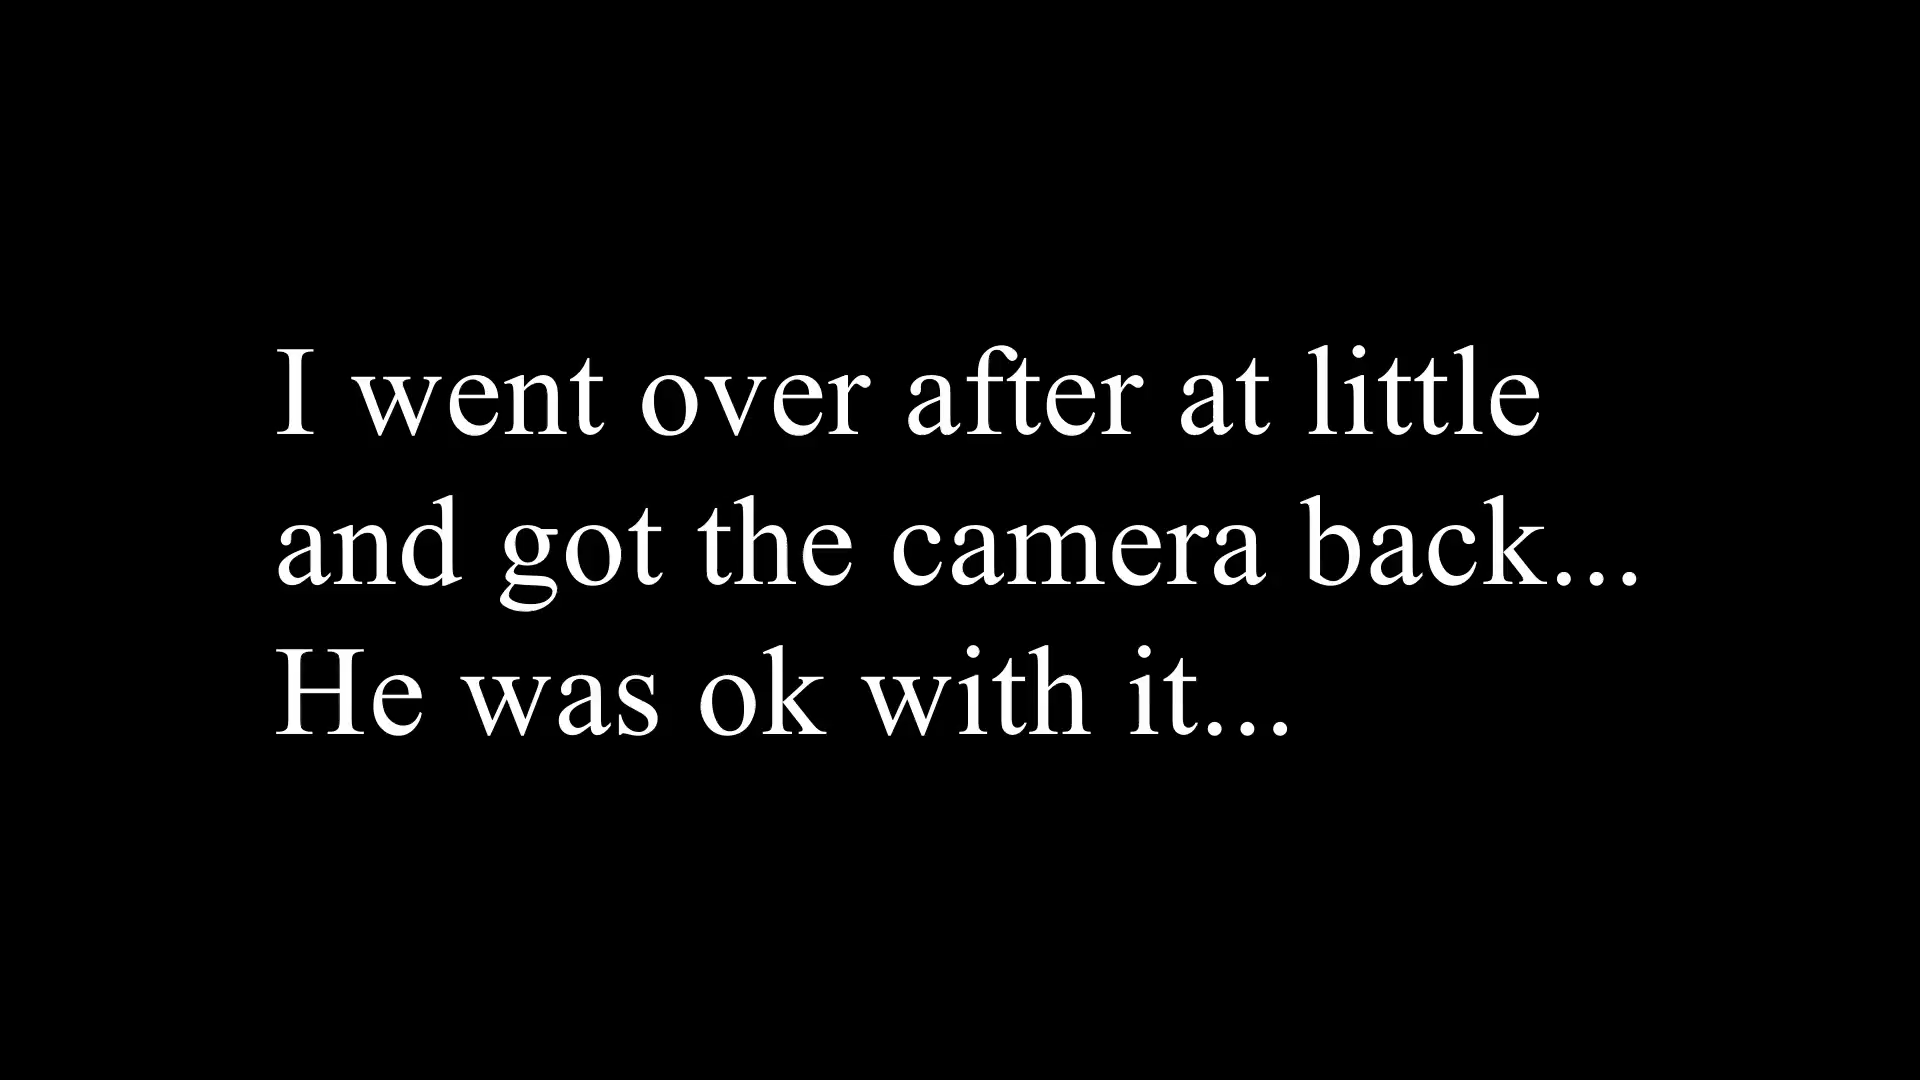 I went over after at little
and got the camera back...
He was ok with it...